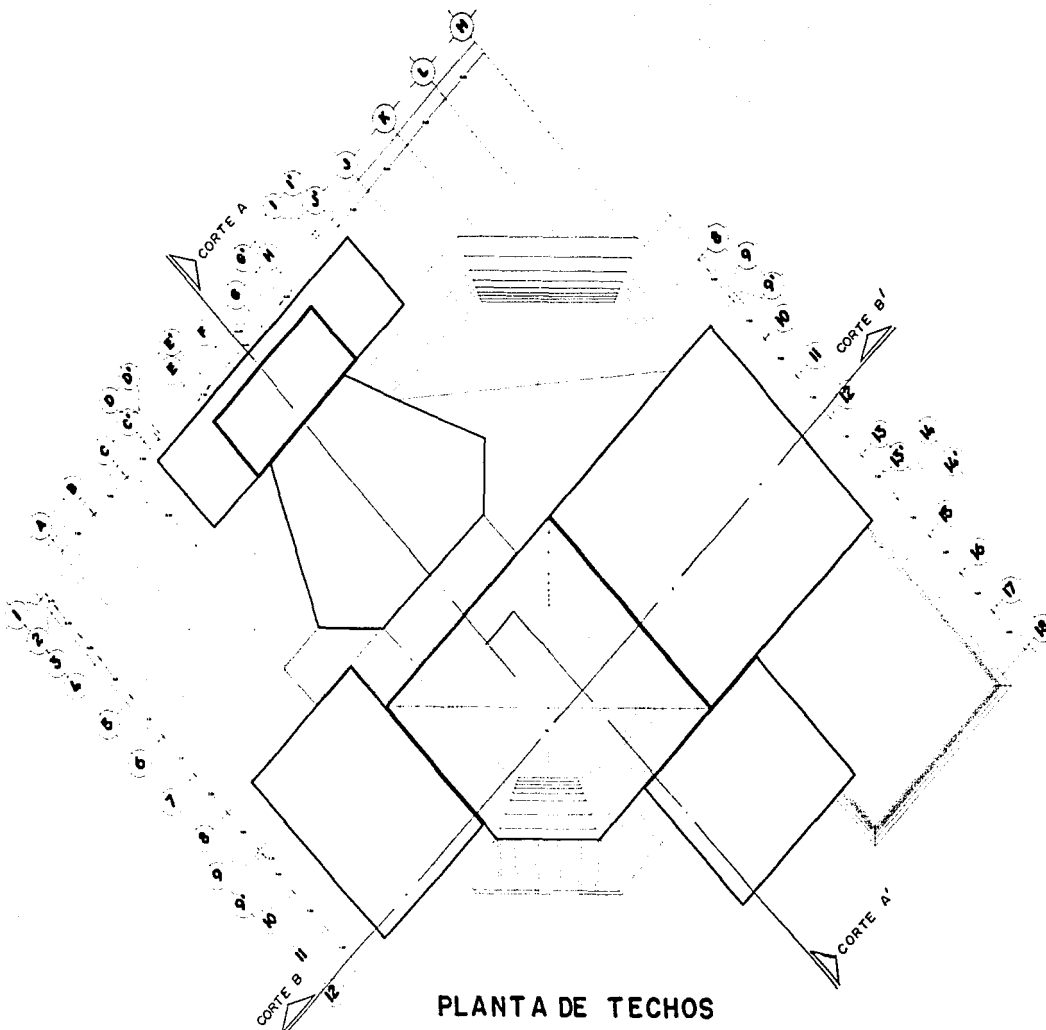 M
L
K
J
I'
I
J
CORTE A
G'
H
G
E'
F
E
D'
D
C'
C
B
A
8
9
9'
10
11
CORTE B'
12
13
13'
14
14'
15
16
17
18
1
2
3
4
5
6
7
8
9
9'
10
11
12
CORTE B
CORTE A'
PLANTA DE TECHOS